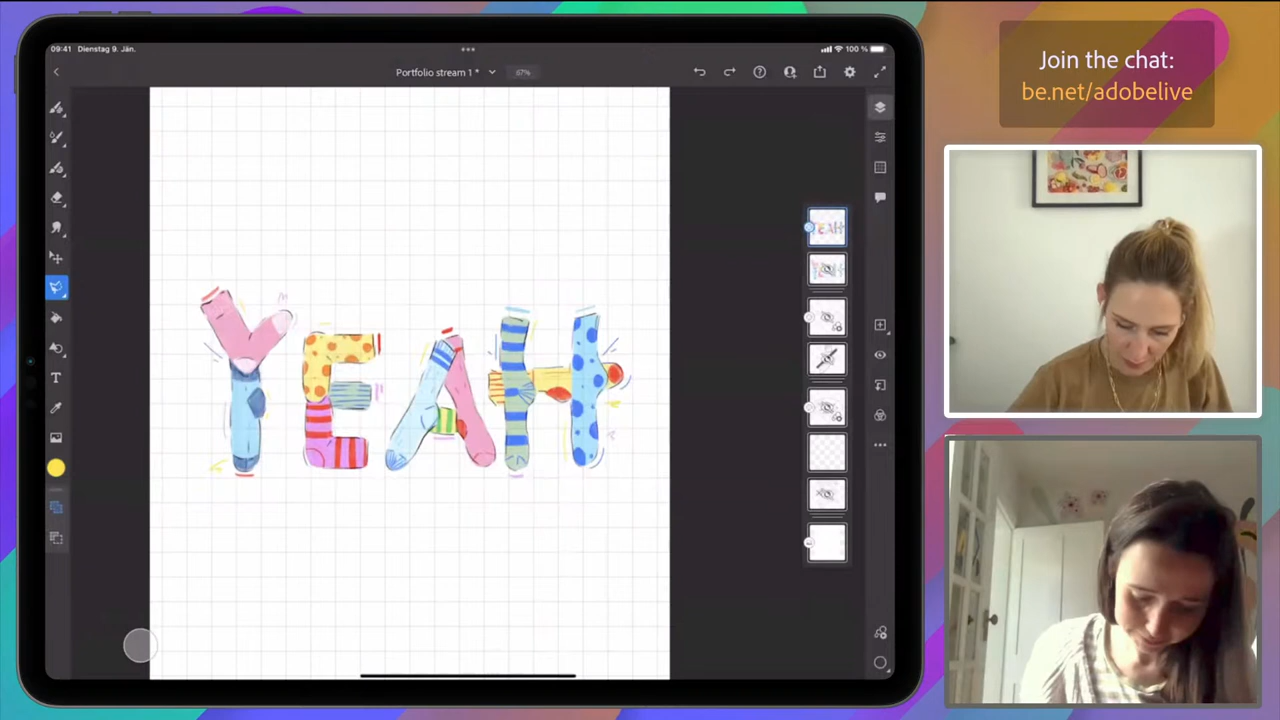 09:41 Dienstag 9. Jän.
100 %
Portfolio stream 1 *
67%
T
YEAH
Join the chat:
be.net/adobelive